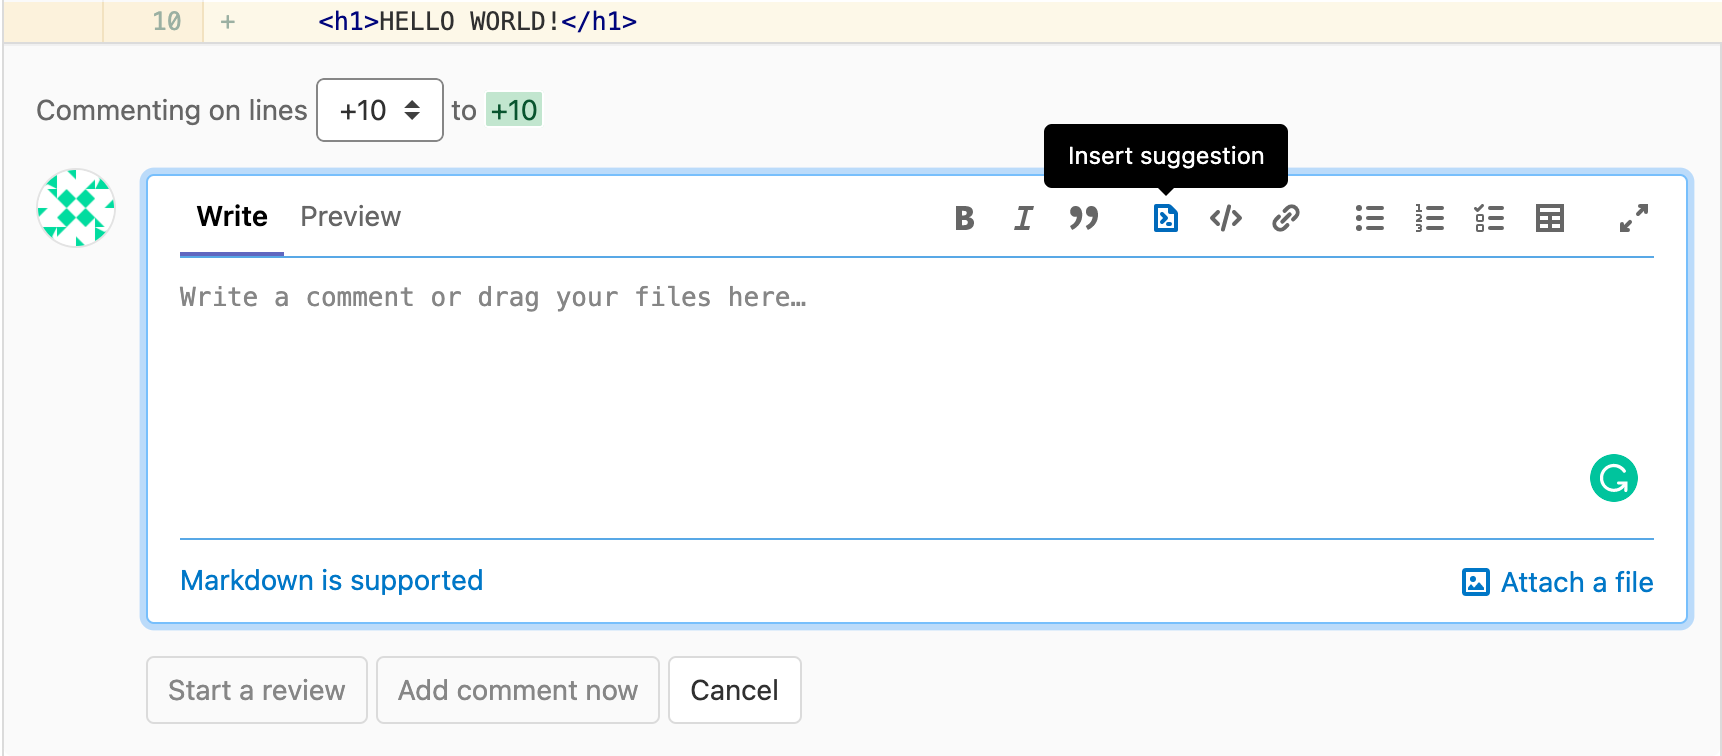 10 + <h1>HELLO WORLD!</h1>
Commenting on lines +10 to +10
Insert suggestion
Write Preview
Write a comment or drag your files here…
Markdown is supported
Attach a file
Start a review Add comment now Cancel